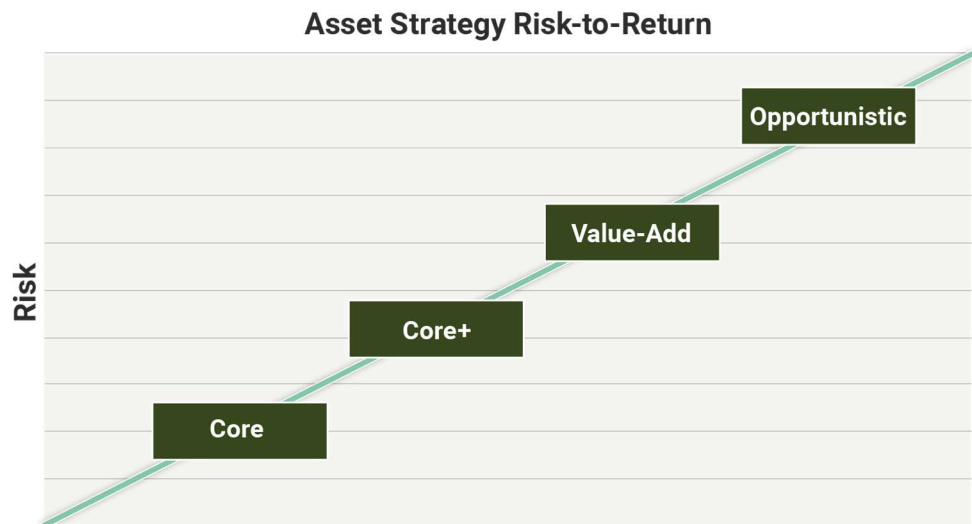 Asset Strategy Risk-to-Return
Opportunistic
Value-Add
Risk
Core+
Core